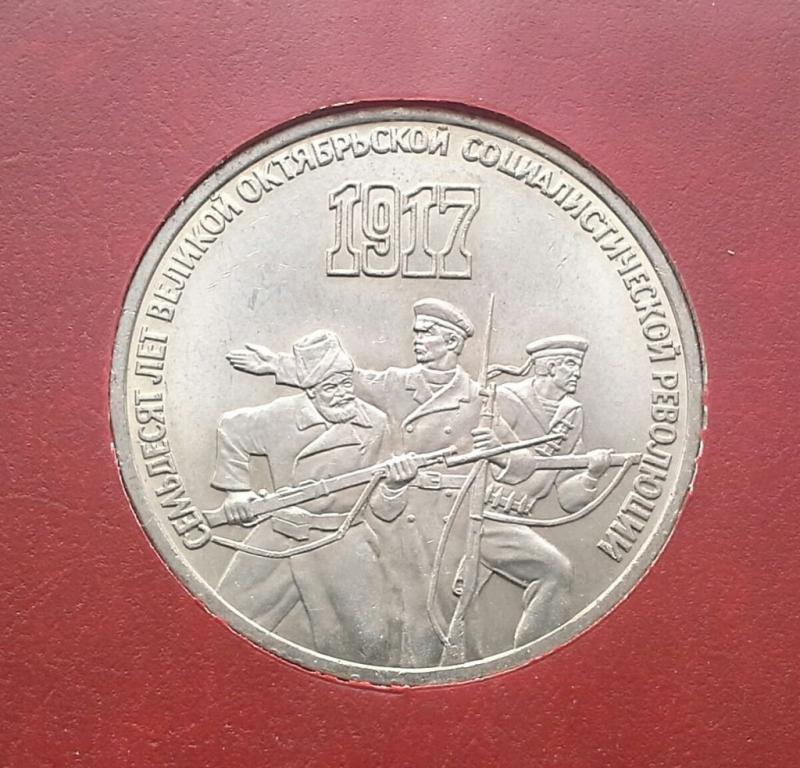 СЕМЬДЕСЯТ ЛЕТ ВЕЛИКОЙ ОКТЯБРЬСКОЙ СОЦИАЛИСТИЧЕСКОЙ РЕВОЛЮЦИИ
1917